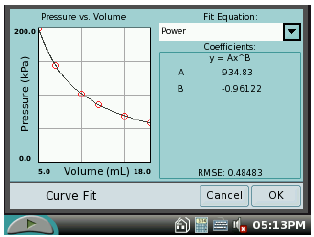 Pressure vs. Volume
200.0
Pressure (kPa)
0.0
5.0 Volume (mL) 18.0
Fit Equation:
Power
Coefficients:
y = Ax^B
A 934.83
B -0.96122
RMSE: 0.48483
Curve Fit
Cancel
OK
05:13PM